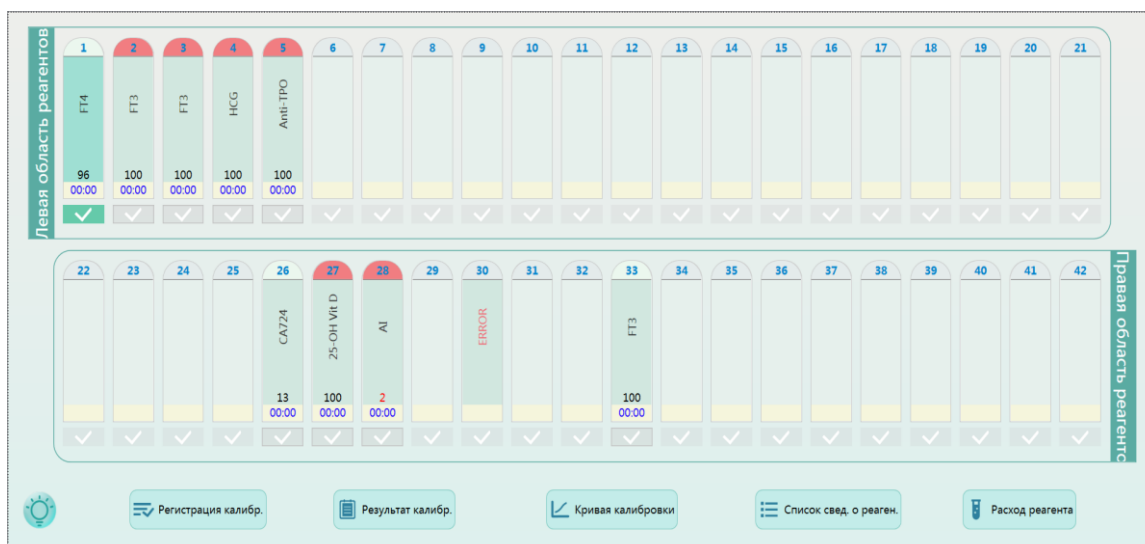 Левая область реагентов
1 2 3 4 5 6 7 8 9 10 11 12 13 14 15 16 17 18 19 20 21
FT4 FT3 FT3 HCG Anti-TPO
96 100 100 100 100
00:00 00:00 00:00 00:00 00:00
22 23 24 25 26 27 28 29 30 31 32 33 34 35 36 37 38 39 40 41 42
CA724 25-OH Vit D AI ERROR FT3
13 100 2 100
00:00 00:00 00:00 00:00
Правая область реагенто
Регистрация калибр. Результат калибр. Кривая калибровки Список свед. о реаген. Расход реагента